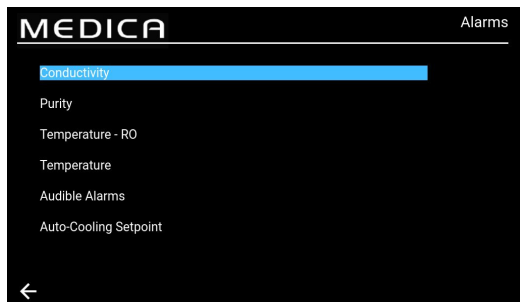 MEDICA
Alarms
Conductivity
Purity
Temperature - RO
Temperature
Audible Alarms
Auto-Cooling Setpoint